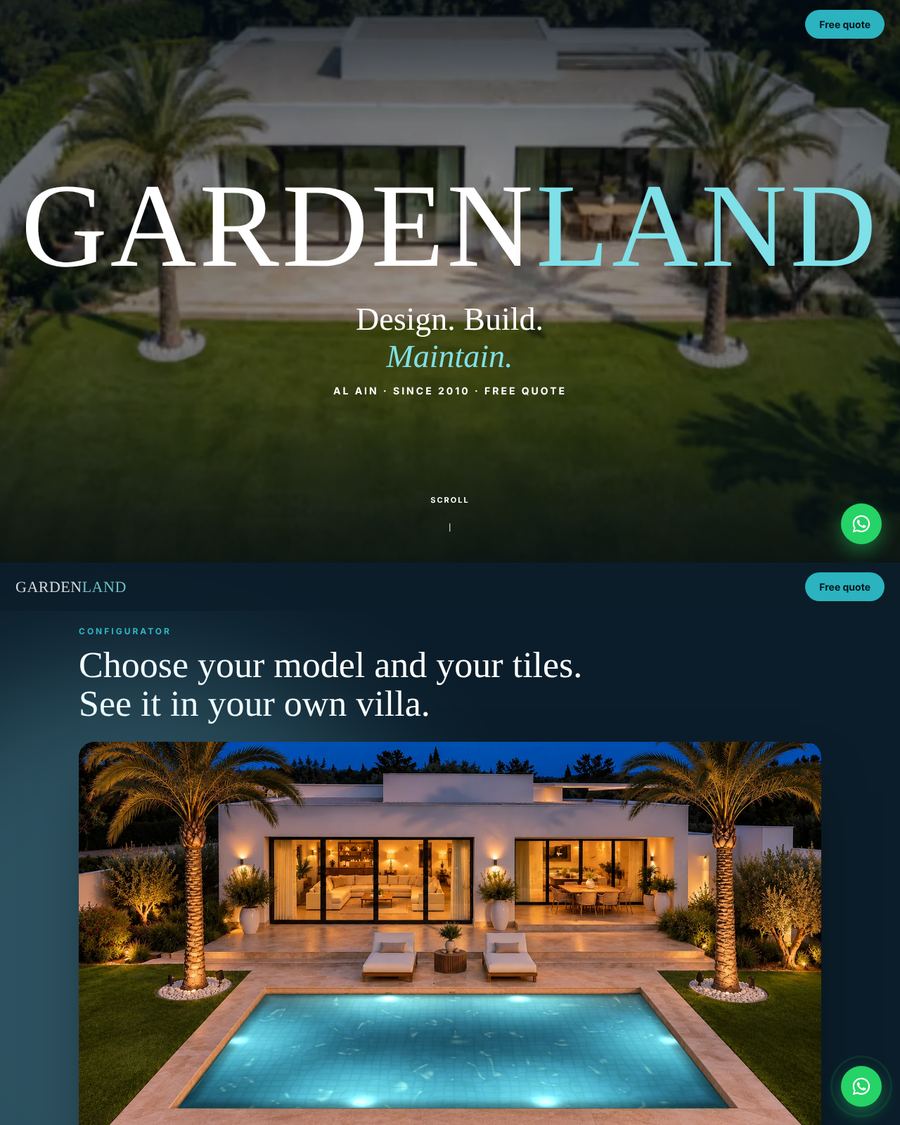 Free quote
GARDENLAND
Design. Build.
Maintain.
AL AIN · SINCE 2010 · FREE QUOTE
SCROLL
GARDENLAND
Free quote
CONFIGURATOR
Choose your model and your tiles.
See it in your own villa.